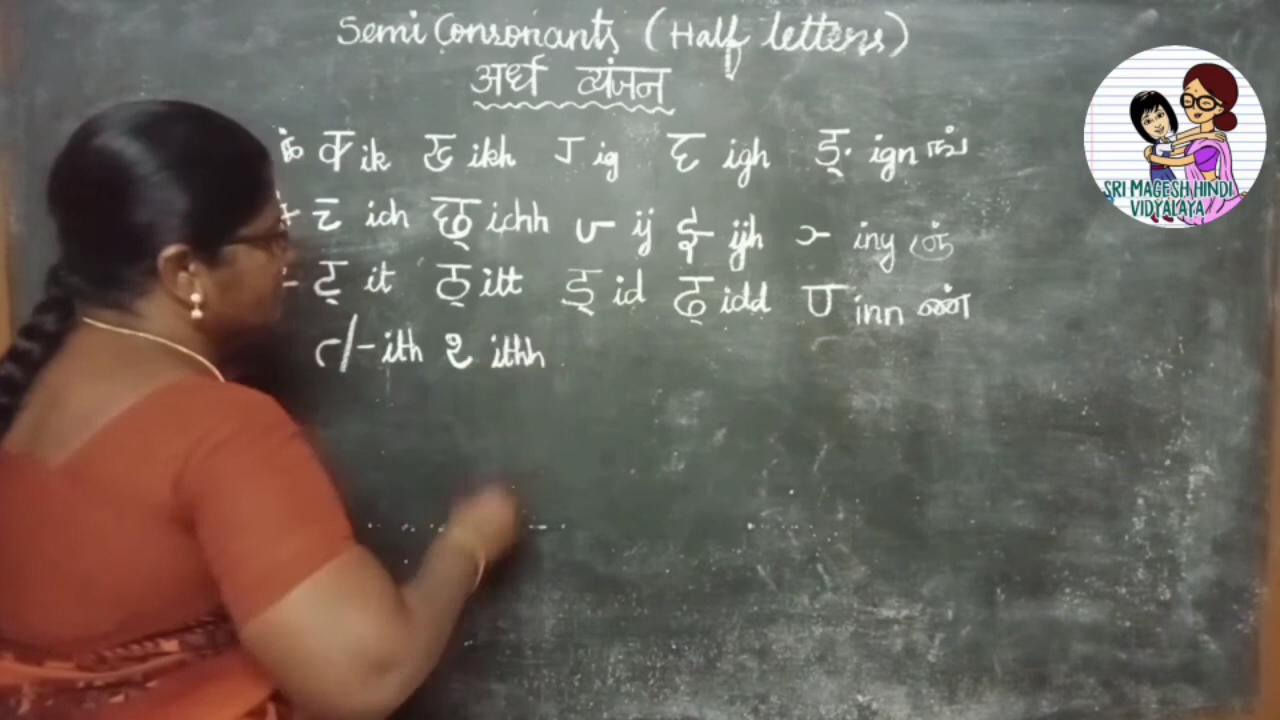 Semi Consonants (Half letters)
अर्ध व्यंजन
क्‍ ik ख्‍ ikh ग्‍ ig घ्‍ igh ङ् ign ங்
च्‍ ich छ् ichh ज्‍ ij झ्‍ ijh ञ्‍ iny ஞ்
ट् it ठ् itt ड् id ढ् idd ण्‍ inn ண்
त्‍ - ith थ्‍ ithh
SRI MAGESH HINDI
VIDYALAYA